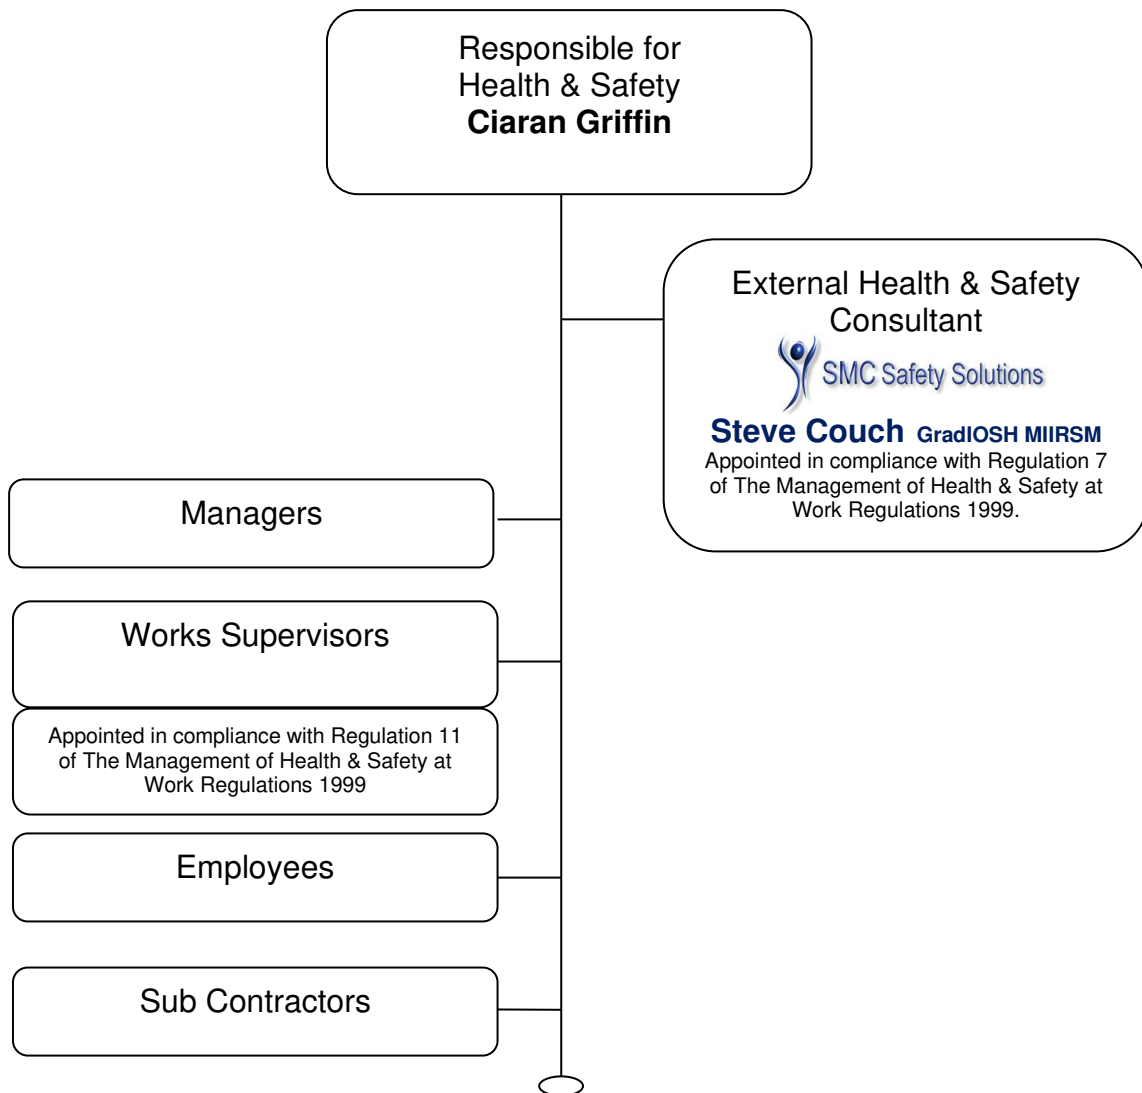 Responsible for
Health & Safety
Ciaran Griffin
External Health & Safety
Consultant
SMC Safety Solutions
Steve Couch GradIOSH MIIRSM
Appointed in compliance with Regulation 7
of The Management of Health & Safety at
Work Regulations 1999.
Managers
Works Supervisors
Appointed in compliance with Regulation 11
of The Management of Health & Safety at
Work Regulations 1999
Employees
Sub Contractors